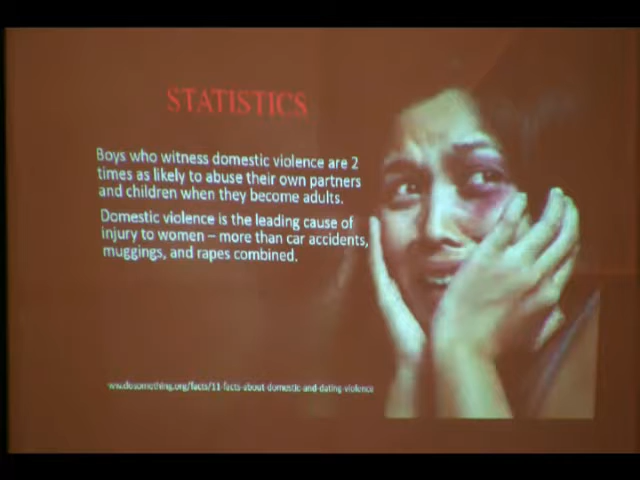 STATISTICS
Boys who witness domestic violence are 2
times as likely to abuse their own partners
and children when they become adults.
Domestic violence is the leading cause of
injury to women – more than car accidents,
muggings, and rapes combined.
www.dosomething.org/facts/11-facts-about-domestic-and-dating-violence